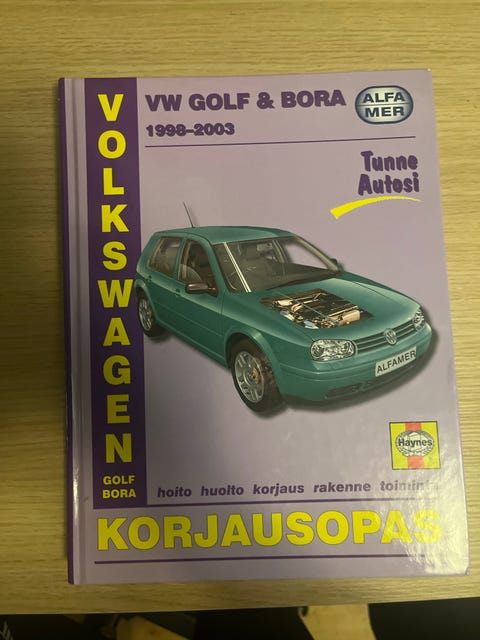 VOLKSWAGEN
GOLF
BORA
VW GOLF & BORA
1998-2003
ALFA
MER
Tunne
Autosi
ALFAMER
Haynes
hoito huolto korjaus rakenne toiminta
KORJAUSOPAS